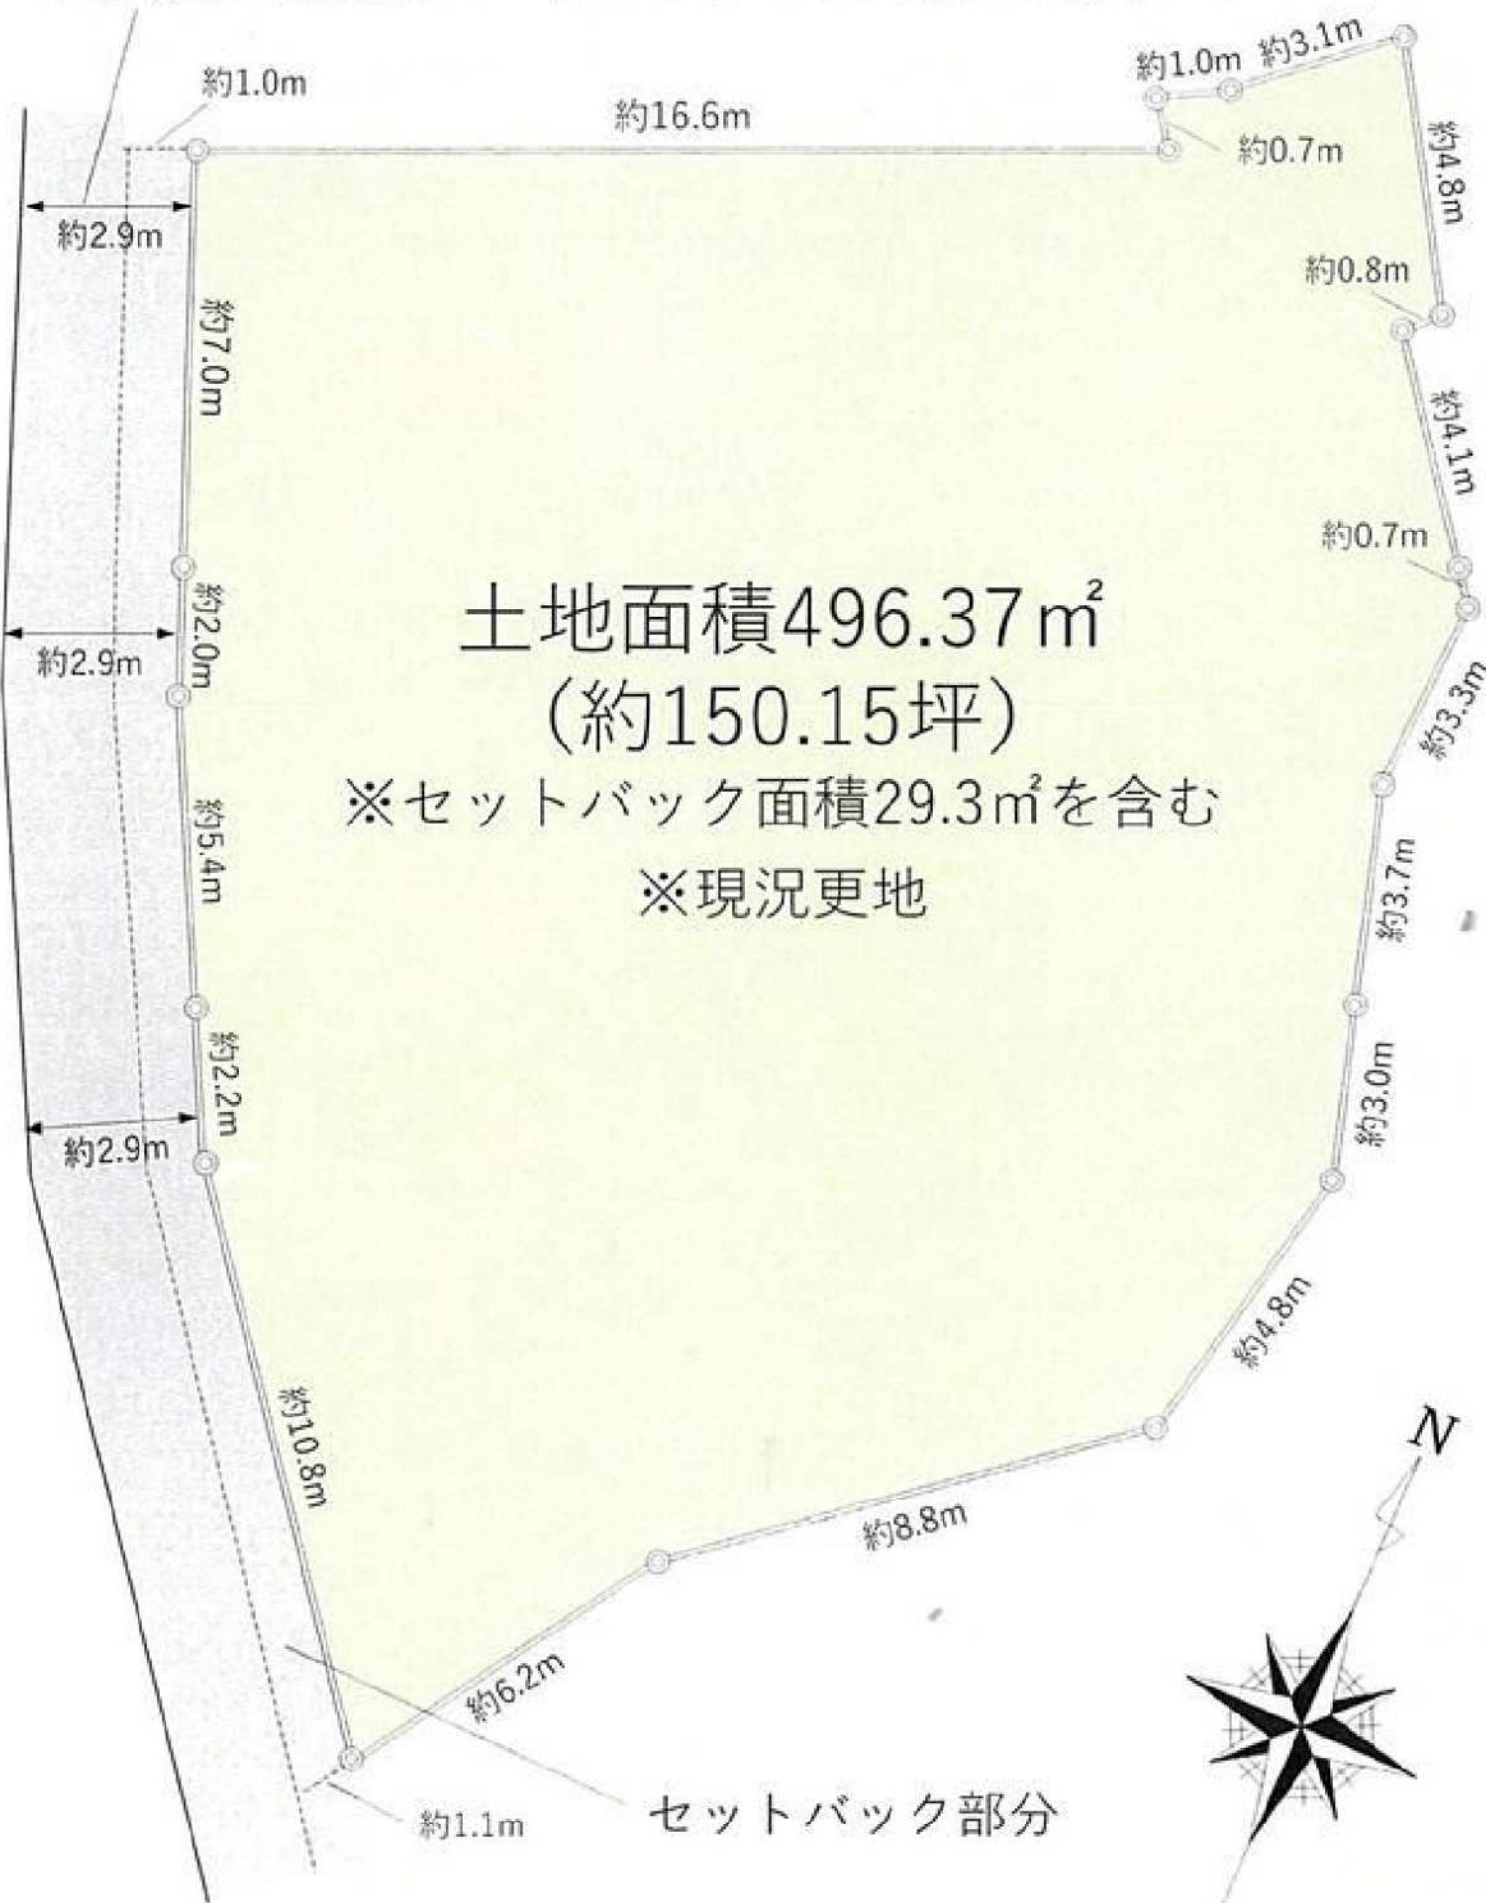 約1.0m
約3.1m
約1.0m
約16.6m
約0.7m
約4.8m
約2.9m
約0.8m
約7.0m
約4.1m
約0.7m
約2.0m
土地面積496.37㎡
約2.9m
(約150.15坪)
約3.3m
※セットバック面積29.3㎡を含む
約5.4m
※現況更地
約3.7m
約2.2m
約3.0m
約2.9m
約4.8m
約10.8m
N
約8.8m
約6.2m
セットバック部分
約1.1m